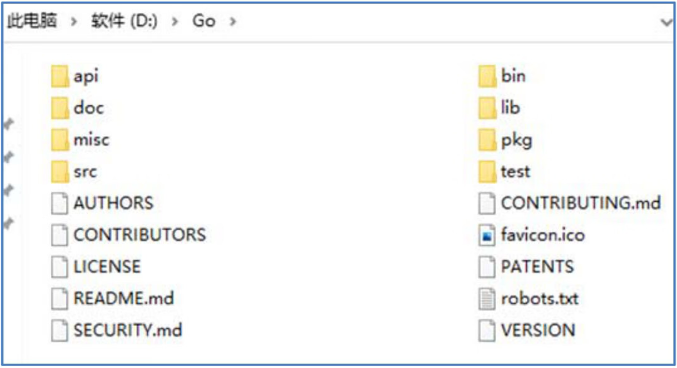 此电脑 > 软件 (D:) > Go >
api bin
doc lib
misc pkg
src test
AUTHORS CONTRIBUTING.md
CONTRIBUTORS favicon.ico
LICENSE PATENTS
README.md robots.txt
SECURITY.md VERSION